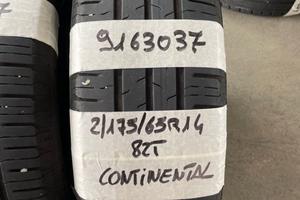 9163037
2/175/65R14
82T
CONTINENTAL